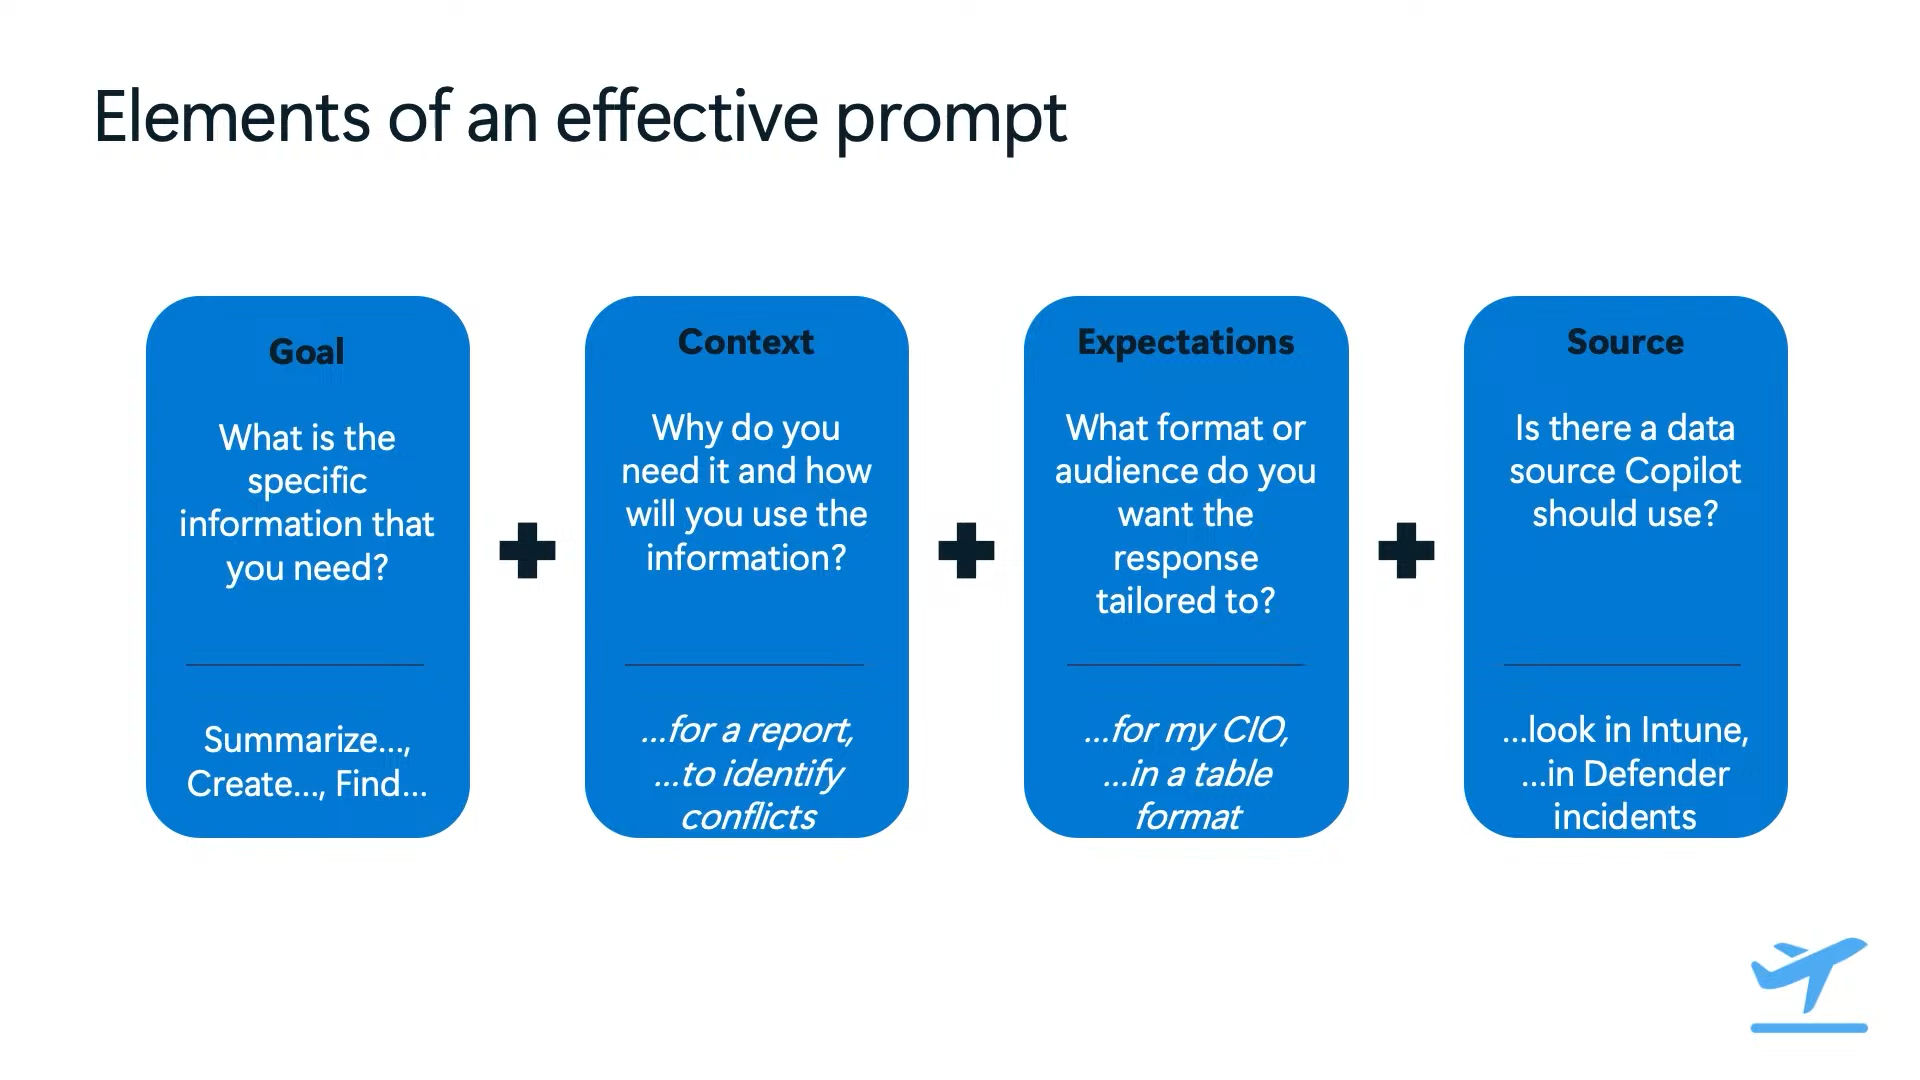 Elements of an effective prompt
Goal
What is the
specific
information that
you need?
Summarize...,
Create..., Find...
Context
Why do you
need it and how
will you use the
information?
...for a report,
...to identify
conflicts
Expectations
What format or
audience do you
want the
response
tailored to?
...for my CIO,
...in a table
format
Source
Is there a data
source Copilot
should use?
...look in Intune,
...in Defender
incidents